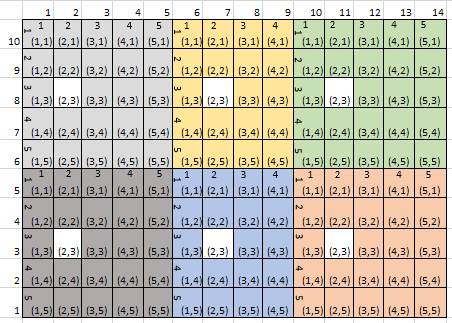 1 2 3 4 5 6 7 8 9 10 11 12 13 14
1 2 3 4 5 1 2 3 4 1 2 3 4 5
1 1 1
10 (1,1) (2,1) (3,1) (4,1) (5,1) (1,1) (2,1) (3,1) (4,1) (1,1) (2,1) (3,1) (4,1) (5,1)
2 2 2
9 (1,2) (2,2) (3,2) (4,2) (5,2) (1,2) (2,2) (3,2) (4,2) (1,2) (2,2) (3,2) (4,2) (5,2)
3 3 3
8 (1,3) (2,3) (3,3) (4,3) (5,3) (1,3) (2,3) (3,3) (4,3) (1,3) (2,3) (3,3) (4,3) (5,3)
4 4 4
7 (1,4) (2,4) (3,4) (4,4) (5,4) (1,4) (2,4) (3,4) (4,4) (1,4) (2,4) (3,4) (4,4) (5,4)
5 5 5
6 (1,5) (2,5) (3,5) (4,5) (5,5) (1,5) (2,5) (3,5) (4,5) (1,5) (2,5) (3,5) (4,5) (5,5)
1 2 3 4 5 1 2 3 4 1 2 3 4 5
1 1 1
5 (1,1) (2,1) (3,1) (4,1) (5,1) (1,1) (2,1) (3,1) (4,1) (1,1) (2,1) (3,1) (4,1) (5,1)
2 2 2
4 (1,2) (2,2) (3,2) (4,2) (5,2) (1,2) (2,2) (3,2) (4,2) (1,2) (2,2) (3,2) (4,2) (5,2)
3 3 3
3 (1,3) (2,3) (3,3) (4,3) (5,3) (1,3) (2,3) (3,3) (4,3) (1,3) (2,3) (3,3) (4,3) (5,3)
4 4 4
2 (1,4) (2,4) (3,4) (4,4) (5,4) (1,4) (2,4) (3,4) (4,4) (1,4) (2,4) (3,4) (4,4) (5,4)
5 5 5
1 (1,5) (2,5) (3,5) (4,5) (5,5) (1,5) (2,5) (3,5) (4,5) (1,5) (2,5) (3,5) (4,5) (5,5)